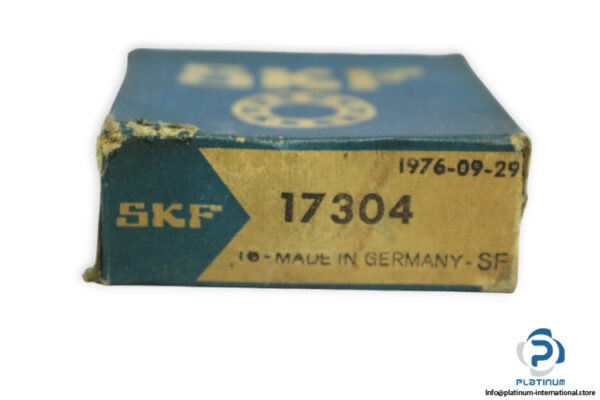 SKF
1976-09-29
SKF 17304
16-MADE IN GERMANY-SF
PLATINUM
Info@platinum-international.store